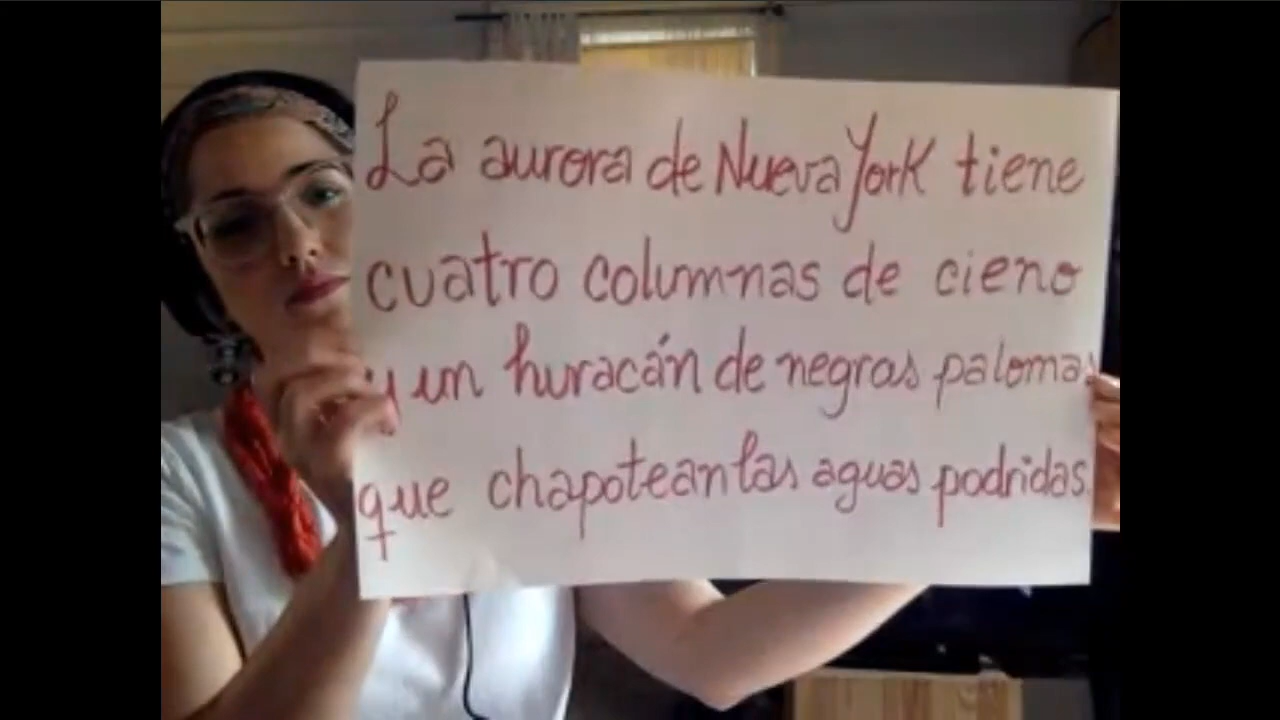 La aurora de Nueva York tiene
cuatro columnas de cieno
y un huracán de negras palomas
que chapotean las aguas podridas.